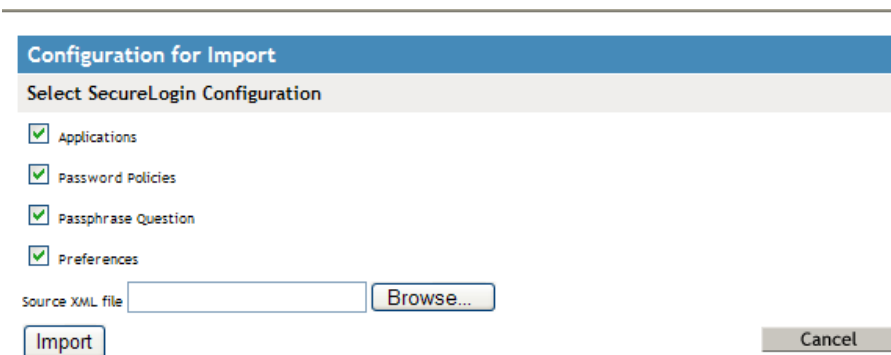 Configuration for Import
Select SecureLogin Configuration
Applications
Password Policies
Passphrase Question
Preferences
Source XML file Browse...
Import Cancel